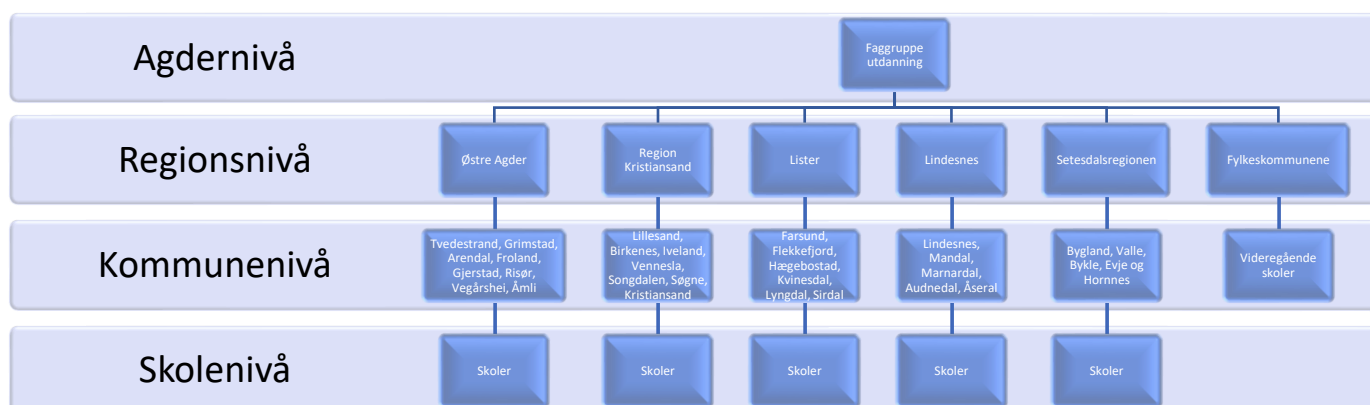 Agdernivå
Faggruppe
utdanning
Regionsnivå
Østre Agder
Region
Kristiansand
Lister
Lindesnes
Setesdalsregionen
Fylkeskommunene
Kommunenivå
Tvedestrand, Grimstad,
Arendal, Froland,
Gjerstad, Risør,
Vegårshei, Åmli
Lillesand,
Birkenes, Iveland,
Vennesla,
Songdalen, Søgne,
Kristiansand
Farsund,
Flekkefjord,
Hægebostad,
Kvinesdal,
Lyngdal, Sirdal
Lindesnes,
Mandal,
Marnardal,
Audnedal, Åseral
Bygland, Valle,
Bykle, Evje og
Hornnes
Videregående
skoler
Skolenivå
Skoler
Skoler
Skoler
Skoler
Skoler